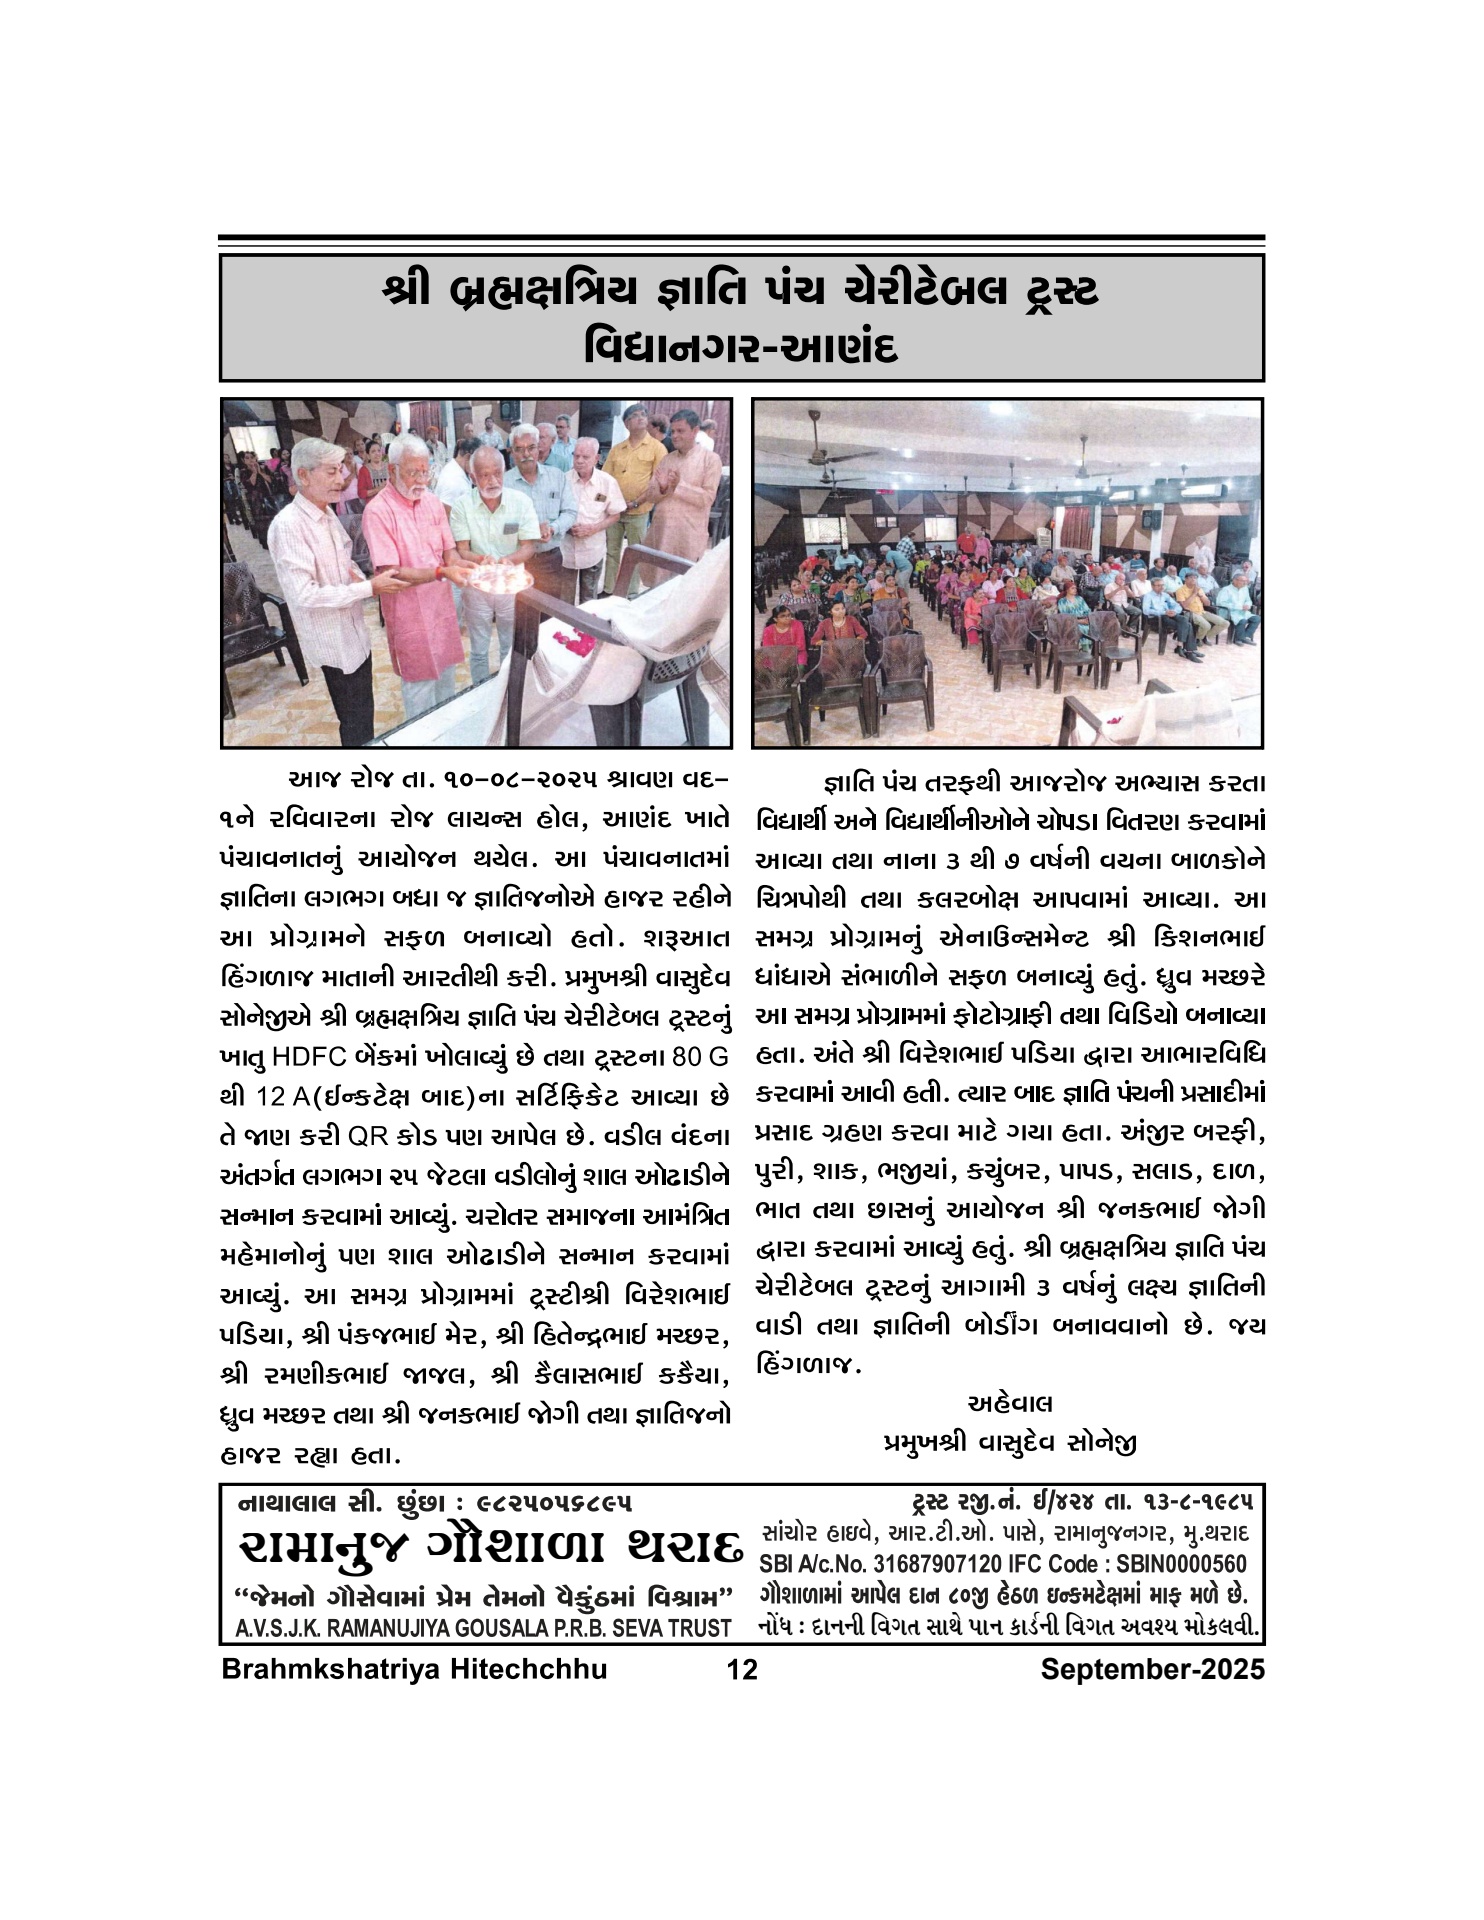 શ્રી બ્રહ્મક્ષત્રિય જ્ઞાતિ પંચ ચેરીટેબલ ટ્રસ્ટ
વિદ્યાનગર-આણંદ
આજ રોજ તા. ૧૦-૦૮-૨૦૨૫ શ્રાવણ વદ-
૧ને રવિવારના રોજ લાયન્સ હોલ, આણંદ ખાતે
પંચાવનાતનું આયોજન થયેલ. આ પંચાવનાતમાં
જ્ઞાતિના લગભગ બધા જ જ્ઞાતિજનોએ હાજર રહીને
આ પ્રોગ્રામને સફળ બનાવ્યો હતો. શરૂઆત
હિંગળાજ માતાની આરતીથી કરી. પ્રમુખશ્રી વાસુદેવ
સોનેજીએ શ્રી બ્રહ્મક્ષત્રિય જ્ઞાતિ પંચ ચેરીટેબલ ટ્રસ્ટનું
ખાતુ HDFC બેંકમાં ખોલાવ્યું છે તથા ટ્રસ્ટના 80 G
થી 12 A(ઈન્કટેક્ષ બાદ)ના સર્ટિફિકેટ આવ્યા છે
તે જાણ કરી QR કોડ પણ આપેલ છે. વડીલ વંદના
અંતર્ગત લગભગ ૨૫ જેટલા વડીલોનું શાલ ઓઢાડીને
સન્માન કરવામાં આવ્યું. ચરોતર સમાજના આમંત્રિત
મહેમાનોનું પણ શાલ ઓઢાડીને સન્માન કરવામાં
આવ્યું. આ સમગ્ર પ્રોગ્રામમાં ટ્રસ્ટીશ્રી વિરેશભાઈ
પડિયા, શ્રી પંકજભાઈ મેર, શ્રી હિતેન્દ્રભાઈ મચ્છર,
શ્રી રમણીકભાઈ જાજલ, શ્રી કૈલાસભાઈ કકૈયા,
ધ્રુવ મચ્છર તથા શ્રી જનકભાઈ જોગી તથા જ્ઞાતિજનો
હાજર રહ્યા હતા.
જ્ઞાતિ પંચ તરફથી આજરોજ અભ્યાસ કરતા
વિદ્યાર્થી અને વિદ્યાર્થીનીઓને ચોપડા વિતરણ કરવામાં
આવ્યા તથા નાના ૩ થી ૭ વર્ષની વયના બાળકોને
ચિત્રપોથી તથા કલરબોક્ષ આપવામાં આવ્યા. આ
સમગ્ર પ્રોગ્રામનું એનાઉન્સમેન્ટ શ્રી કિશનભાઈ
ધાંધાએ સંભાળીને સફળ બનાવ્યું હતું. ધ્રુવ મચ્છરે
આ સમગ્ર પ્રોગ્રામમાં ફોટોગ્રાફી તથા વિડિયો બનાવ્યા
હતા. અંતે શ્રી વિરેશભાઈ પડિયા દ્વારા આભારવિધિ
કરવામાં આવી હતી. ત્યાર બાદ જ્ઞાતિ પંચની પ્રસાદીમાં
પ્રસાદ ગ્રહણ કરવા માટે ગયા હતા. અંજીર બરફી,
પુરી, શાક, ભજીયાં, કચુંબર, પાપડ, સલાડ, દાળ,
ભાત તથા છાસનું આયોજન શ્રી જનકભાઈ જોગી
દ્વારા કરવામાં આવ્યું હતું. શ્રી બ્રહ્મક્ષત્રિય જ્ઞાતિ પંચ
ચેરીટેબલ ટ્રસ્ટનું આગામી ૩ વર્ષનું લક્ષ્ય જ્ઞાતિની
વાડી તથા જ્ઞાતિની બોર્ડીંગ બનાવવાનો છે. જય
હિંગળાજ.
અહેવાલ
પ્રમુખશ્રી વાસુદેવ સોનેજી
નાથાલાલ સી. છુંછા : ૯૮૨૫૦૫૬૮૯૫
રામાનુજ ગૌશાળા થરાદ
“જેમનો ગૌસેવામાં પ્રેમ તેમનો વૈકુંઠમાં વિશ્રામ”
A.V.S.J.K. RAMANUJIYA GOUSALA P.R.B. SEVA TRUST
ટ્રસ્ટ રજી.નં. ઈ/૪૨૪ તા. ૧૩-૮-૧૯૮૫
સાંચોર હાઇવે, આર.ટી.ઓ. પાસે, રામાનુજનગર, મુ.થરાદ
SBI A/c.No. 31687907120 IFC Code : SBIN0000560
ગૌશાળામાં આપેલ દાન ૮૦જી હેઠળ ઇન્કમટેક્ષમાં માફ મળે છે.
નોંધ : દાનની વિગત સાથે પાન કાર્ડની વિગત અવશ્ય મોકલવી.
Brahmkshatriya Hitechchhu
12
September-2025